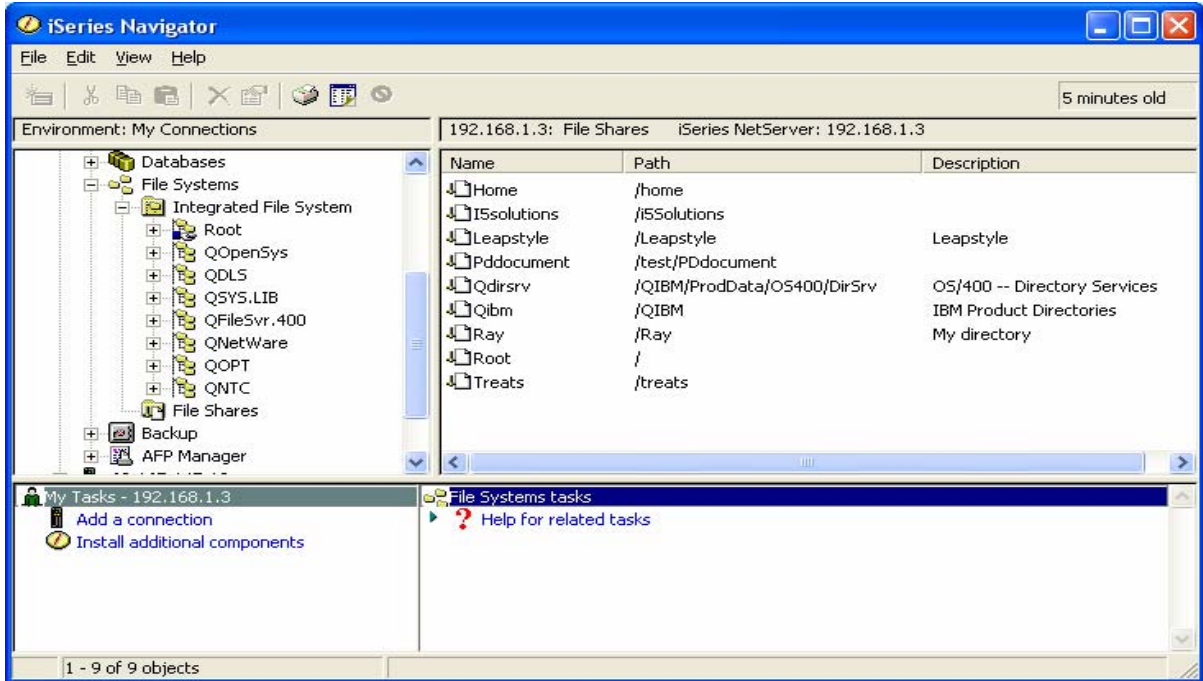 iSeries Navigator
File Edit View Help
5 minutes old
Environment: My Connections
192.168.1.3: File Shares iSeries NetServer: 192.168.1.3
Databases
File Systems
Integrated File System
Root
QOpenSys
QDLS
QSYS.LIB
QFileSvr.400
QNetWare
QOPT
QNTC
File Shares
Backup
AFP Manager
Name Path Description
Home /home
I5solutions /i5Solutions
Leapstyle /Leapstyle Leapstyle
Pddocument /test/PDdocument
Qdirsrv /QIBM/ProdData/OS400/DirSrv OS/400 -- Directory Services
Qibm /QIBM IBM Product Directories
Ray /Ray My directory
Root /
Treats /treats
My Tasks - 192.168.1.3
Add a connection
Install additional components
File Systems tasks
Help for related tasks
1 - 9 of 9 objects